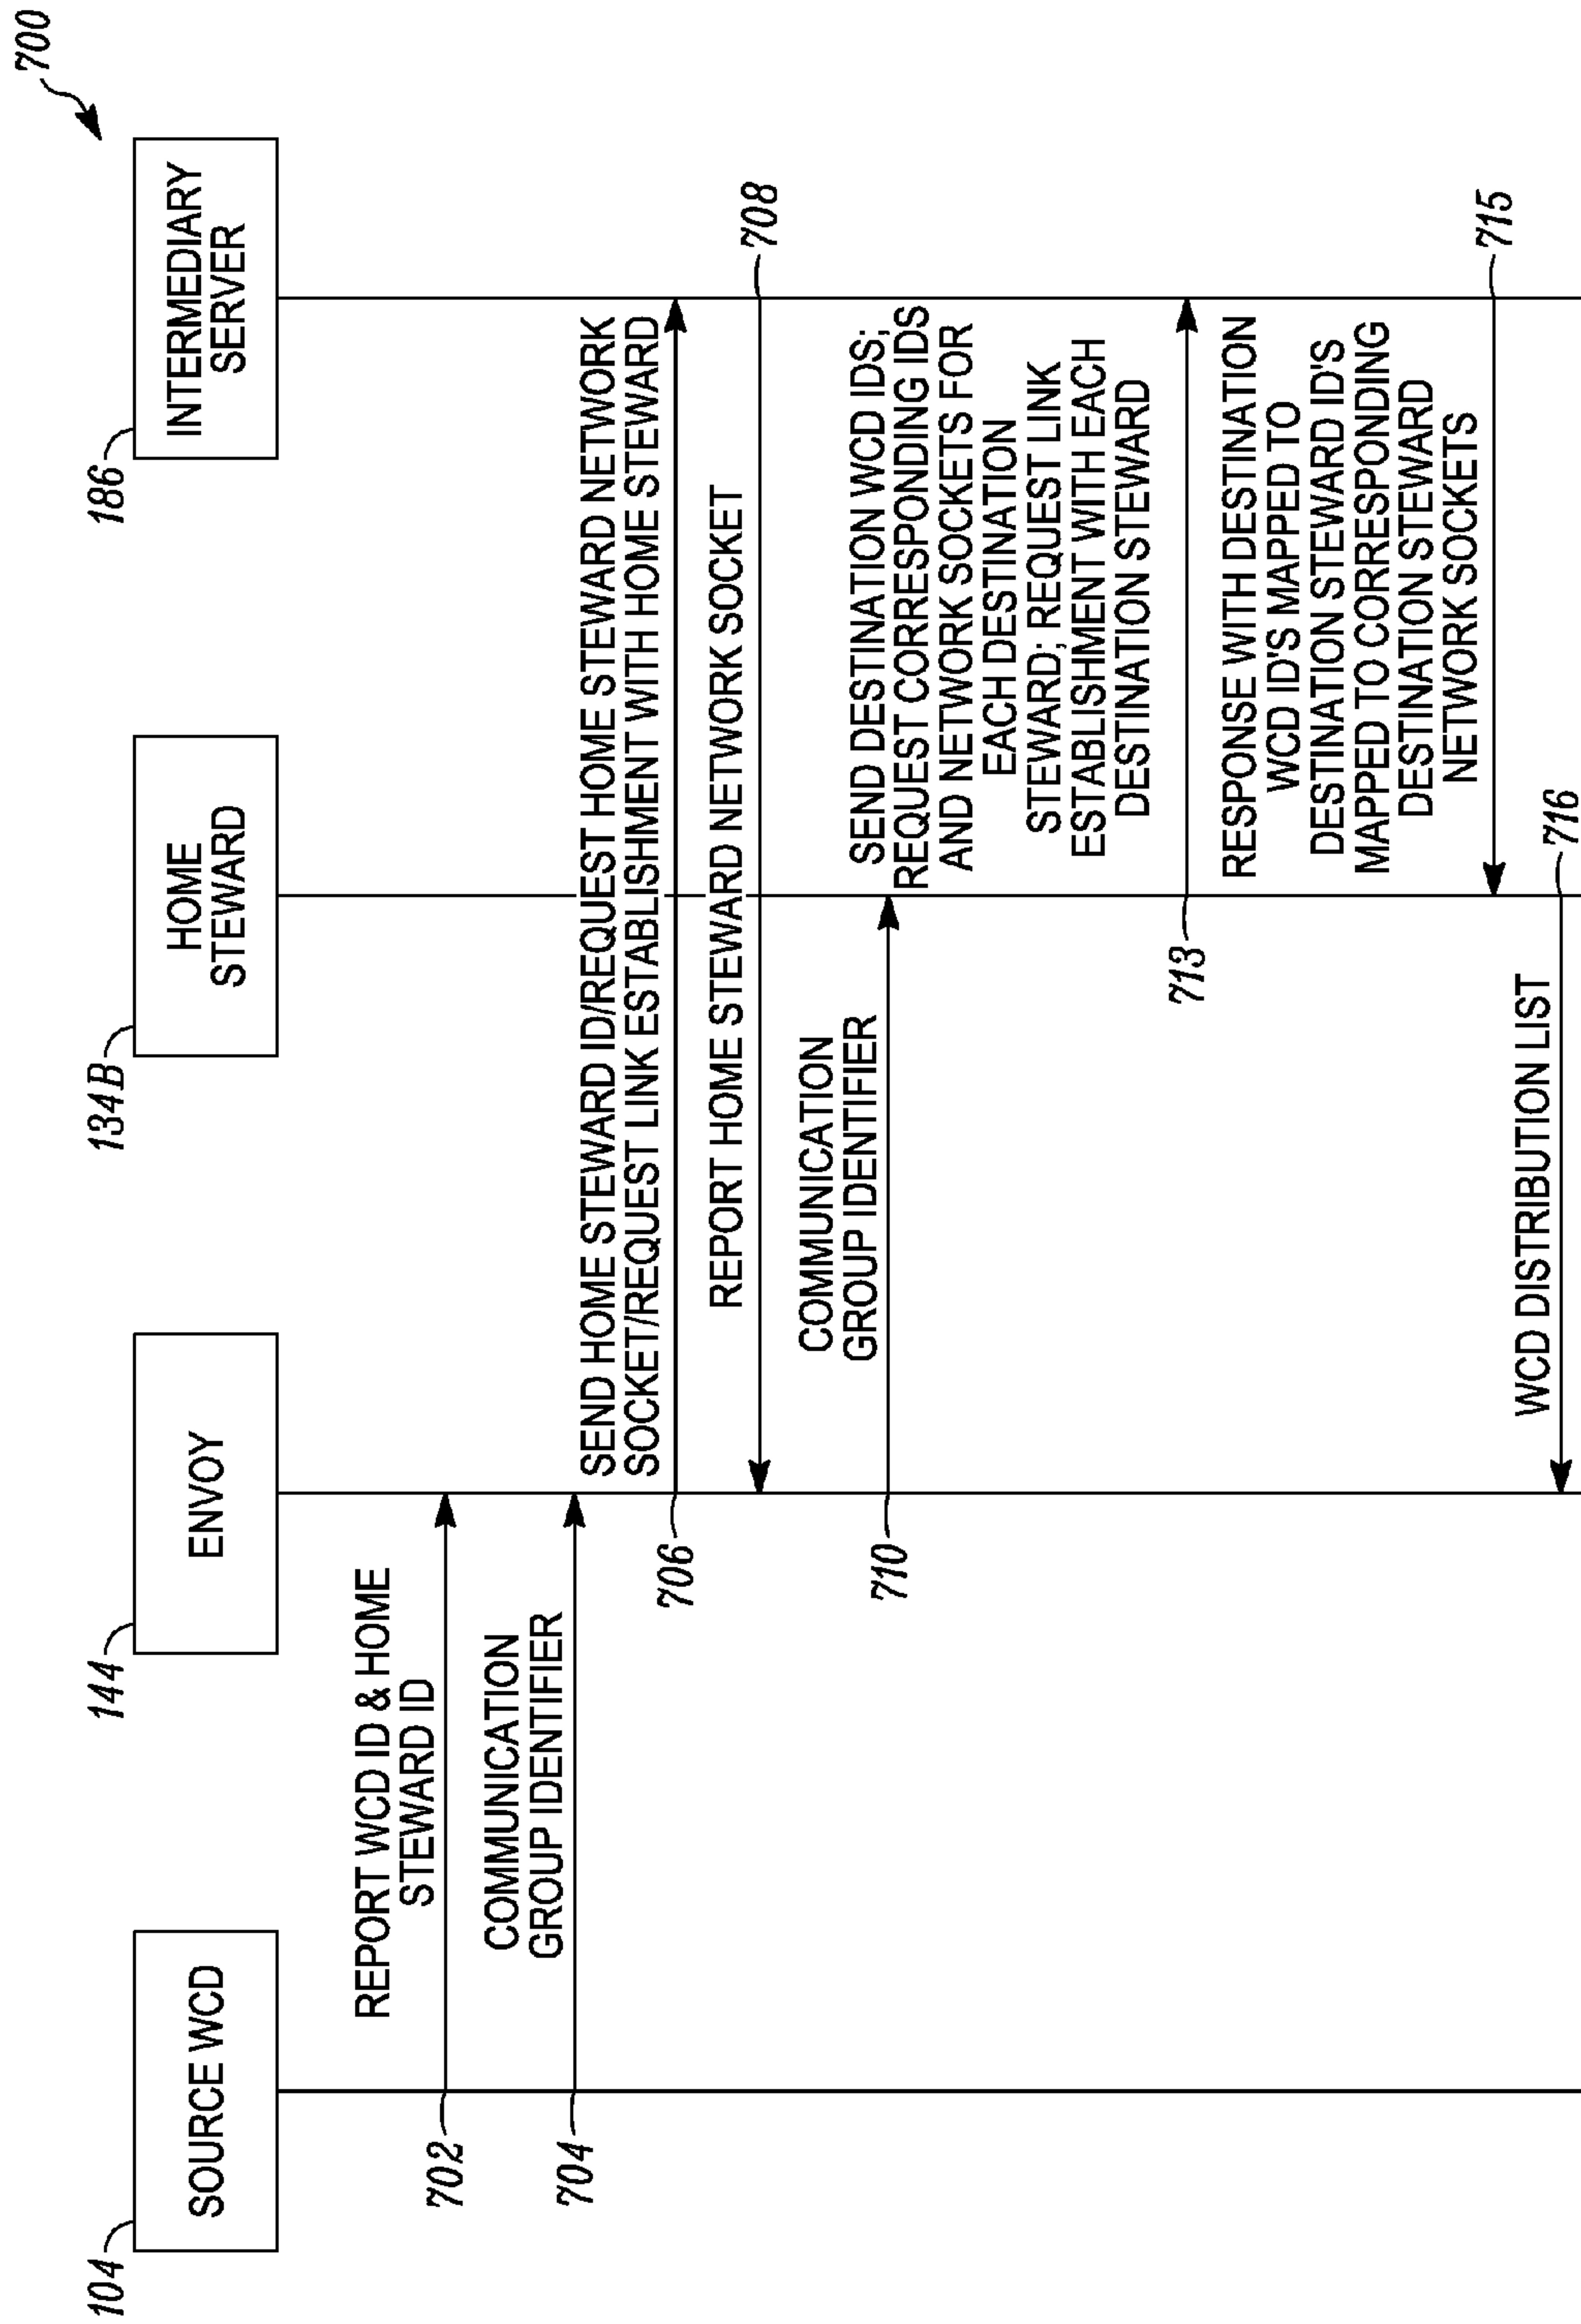 700
104
SOURCE WCD
144
ENVOY
134B
HOME
STEWARD
186
INTERMEDIARY
SERVER
REPORT WCD ID & HOME
STEWARD ID
702
COMMUNICATION
GROUP IDENTIFIER
704
SEND HOME STEWARD ID/REQUEST HOME STEWARD NETWORK
SOCKET/REQUEST LINK ESTABLISHMENT WITH HOME STEWARD
706
REPORT HOME STEWARD NETWORK SOCKET
708
COMMUNICATION
GROUP IDENTIFIER
710
SEND DESTINATION WCD IDS;
REQUEST CORRESPONDING IDS
AND NETWORK SOCKETS FOR
EACH DESTINATION
STEWARD; REQUEST LINK
ESTABLISHMENT WITH EACH
DESTINATION STEWARD
713
RESPONSE WITH DESTINATION
WCD ID'S MAPPED TO
DESTINATION STEWARD ID'S
MAPPED TO CORRESPONDING
DESTINATION STEWARD
NETWORK SOCKETS
715
WCD DISTRIBUTION LIST
716